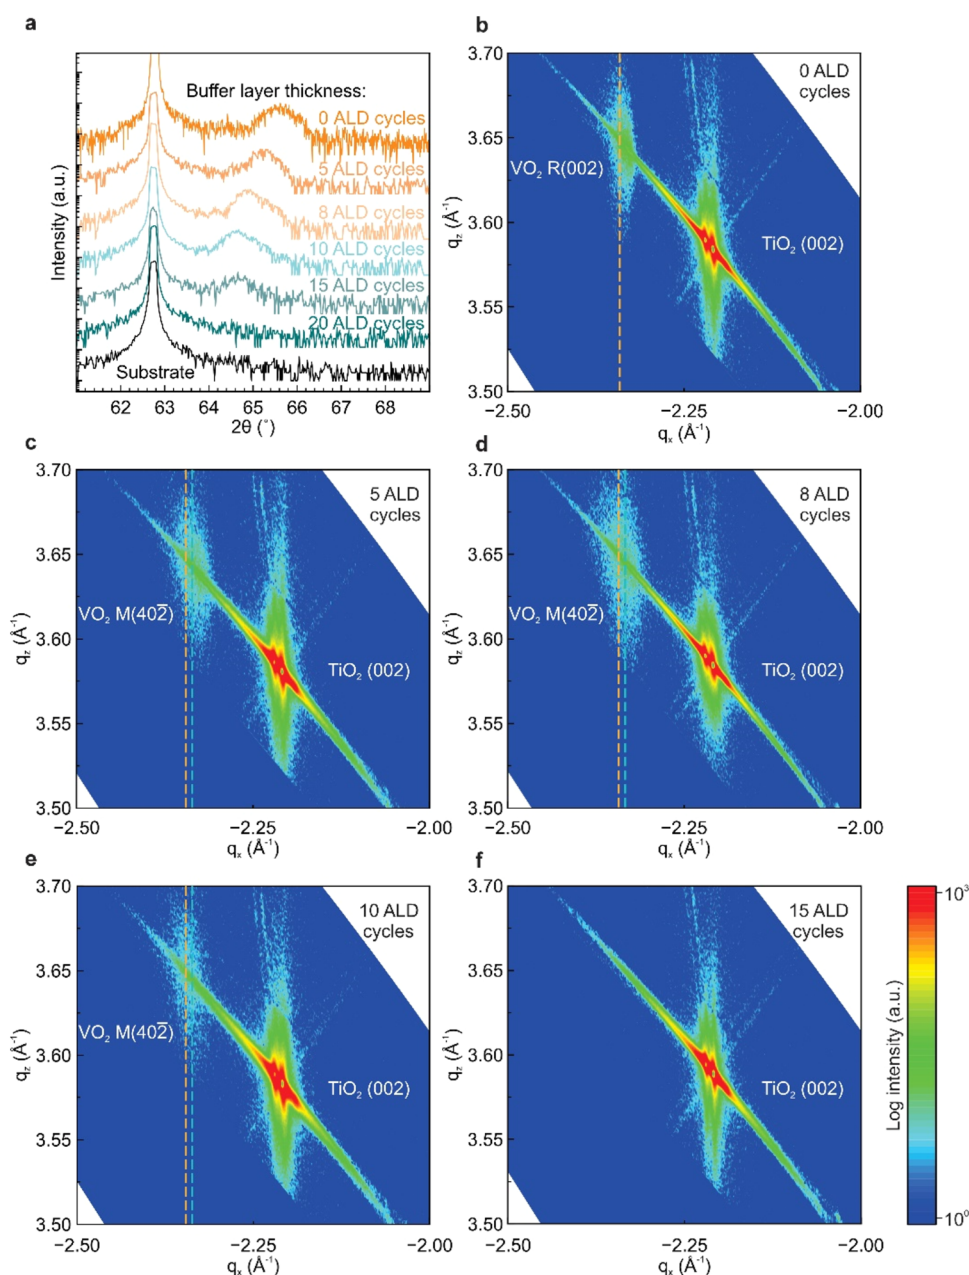 a
Intensity (a.u.)
Buffer layer thickness:
0 ALD cycles
5 ALD cycles
8 ALD cycles
10 ALD cycles
15 ALD cycles
20 ALD cycles
Substrate
62 63 64 65 66 67 68
2θ (°)
b
3.70
3.65
3.60
3.55
3.50
q_z (Å⁻¹)
0 ALD
cycles
VO₂ R(002)
TiO₂ (002)
−2.50 −2.25 −2.00
qₓ (Å⁻¹)
c
3.70
3.65
3.60
3.55
3.50
q_z (Å⁻¹)
5 ALD
cycles
VO₂ M(402̅)
TiO₂ (002)
−2.50 −2.25 −2.00
qₓ (Å⁻¹)
d
3.70
3.65
3.60
3.55
3.50
q_z (Å⁻¹)
8 ALD
cycles
VO₂ M(402̅)
TiO₂ (002)
−2.50 −2.25 −2.00
qₓ (Å⁻¹)
e
3.70
3.65
3.60
3.55
3.50
q_z (Å⁻¹)
10 ALD
cycles
VO₂ M(402̅)
TiO₂ (002)
−2.50 −2.25 −2.00
qₓ (Å⁻¹)
f
3.70
3.65
3.60
3.55
3.50
q_z (Å⁻¹)
15 ALD
cycles
TiO₂ (002)
−2.50 −2.25 −2.00
qₓ (Å⁻¹)
Log intensity (a.u.)
10³
10⁰